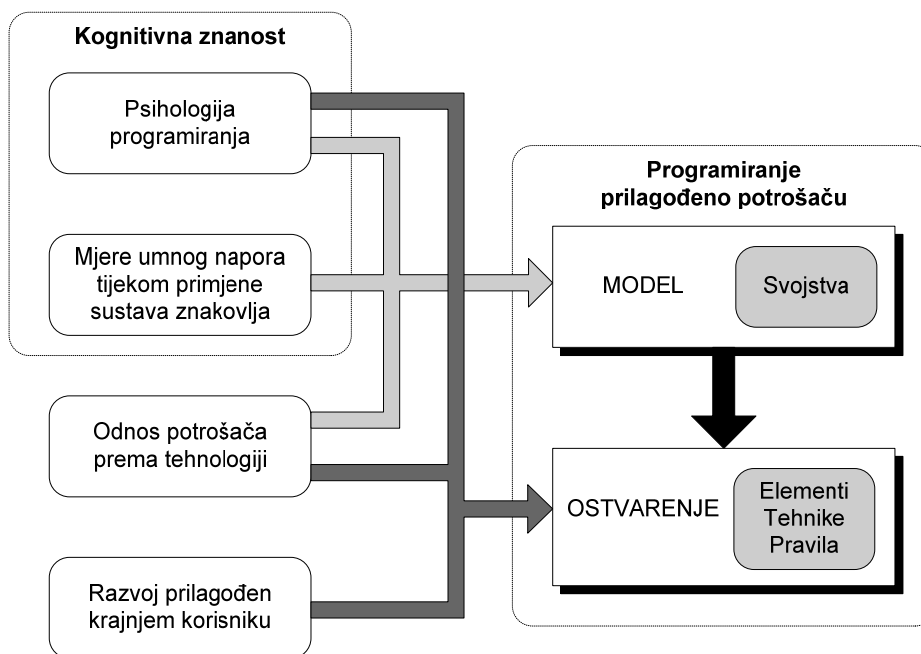 Kognitivna znanost
Psihologija
programiranja
Mjere umnog napora
tijekom primjene
sustava znakovlja
Odnos potrošača
prema tehnologiji
Razvoj prilagođen
krajnjem korisniku
Programiranje
prilagođeno potrošaču
MODEL
Svojstva
OSTVARENJE
Elementi
Tehnike
Pravila